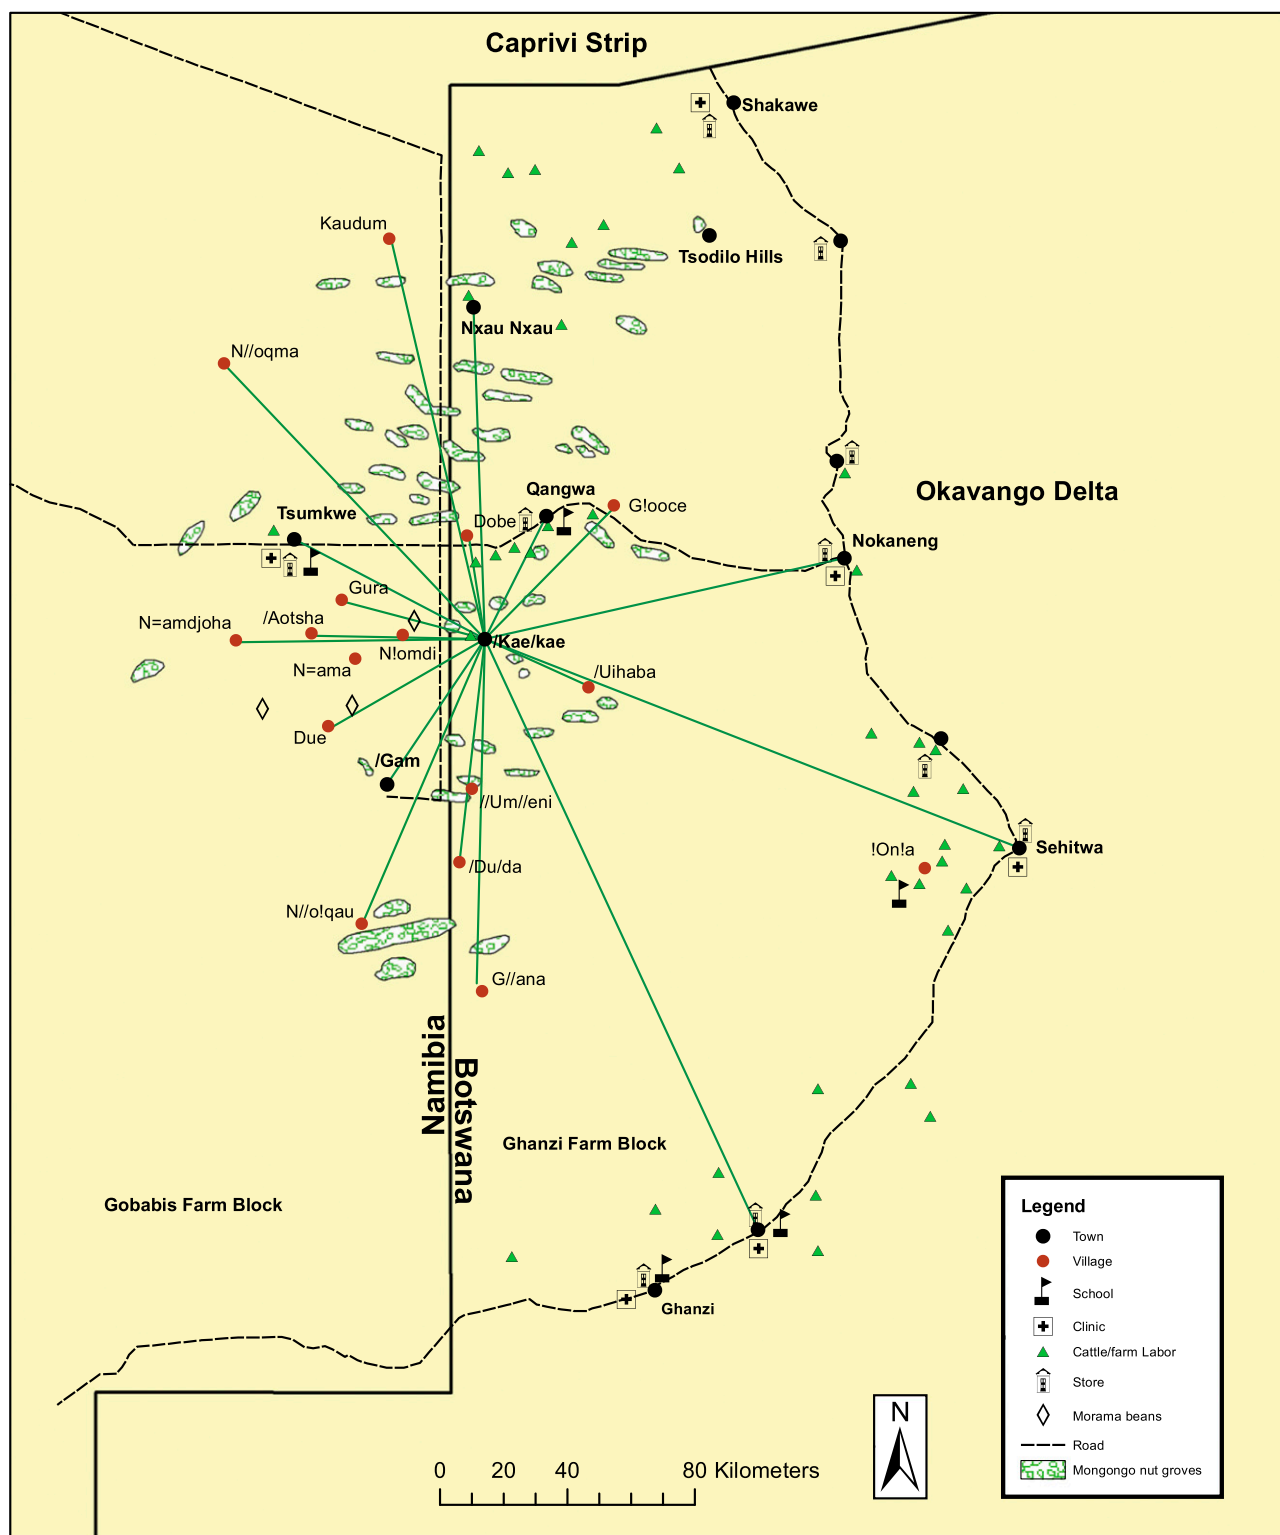 Caprivi Strip
Shakawe
Kaudum
Tsodilo Hills
Nxau Nxau
N//oqma
Okavango Delta
Qangwa
G!ooce
Tsumkwe
Dobe
Nokaneng
Gura
N=amdjoha
/Aotsha
N!omdi
/Kae/kae
N=ama
/Uihaba
Due
/Gam
//Um//eni
Sehitwa
!On!a
/Du/da
N//o!qau
G//ana
Namibia
Botswana
Ghanzi Farm Block
Gobabis Farm Block
Ghanzi
Legend
Town
Village
School
Clinic
Cattle/farm Labor
Store
Morama beans
Road
Mongongo nut groves
N
0 20 40 80 Kilometers